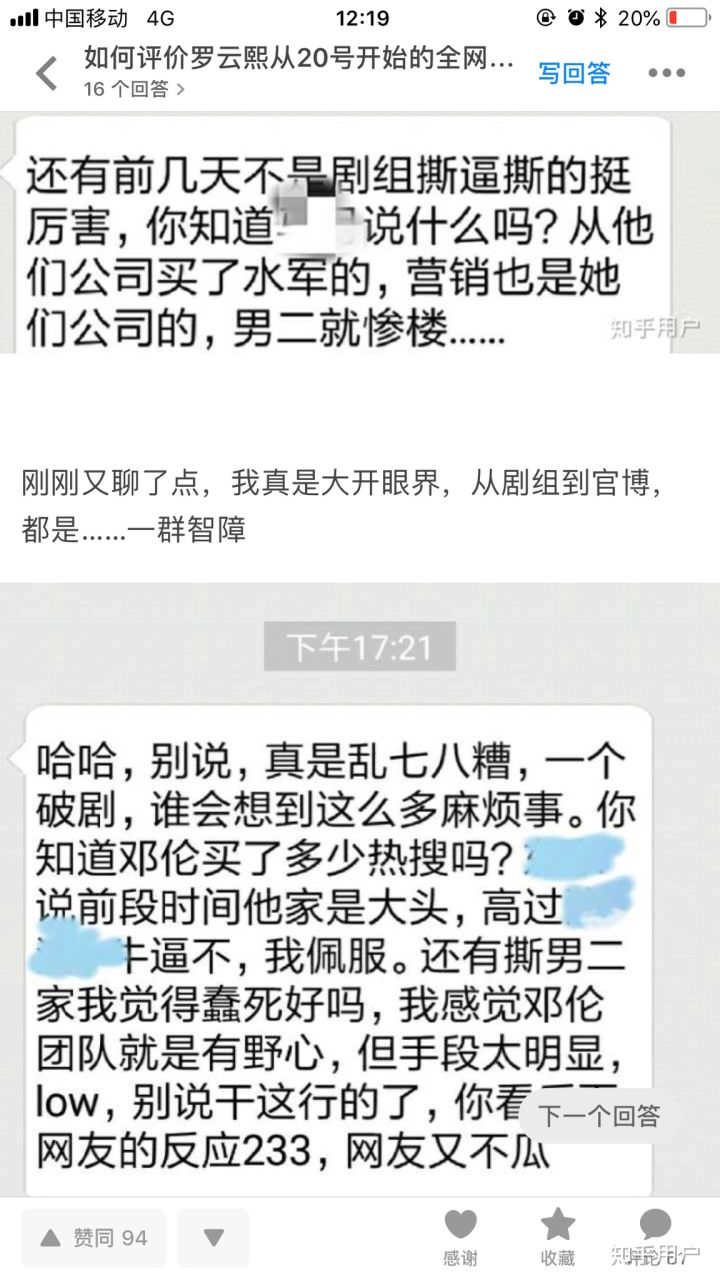 中国移动 4G 12:19 20%
如何评价罗云熙从20号开始的全网...
16 个回答
写回答
还有前几天不是剧组撕逼撕的挺
厉害，你知道 说什么吗？从他
们公司买了水军的，营销也是她
们公司的，男二就惨楼......
知乎用户
刚刚又聊了点，我真是大开眼界，从剧组到官博，
都是......一群智障
下午17:21
哈哈，别说，真是乱七八糟，一个
破剧，谁会想到这么多麻烦事。你
知道邓伦买了多少热搜吗？
说前段时间他家是大头，高过
牛逼不，我佩服。还有撕男二
家我觉得蠢死好吗，我感觉邓伦
团队就是有野心，但手段太明显，
low，别说干这行的了，你看
下一个回答
网友的反应233，网友又不瓜
赞同 94
感谢
收藏
知乎用户